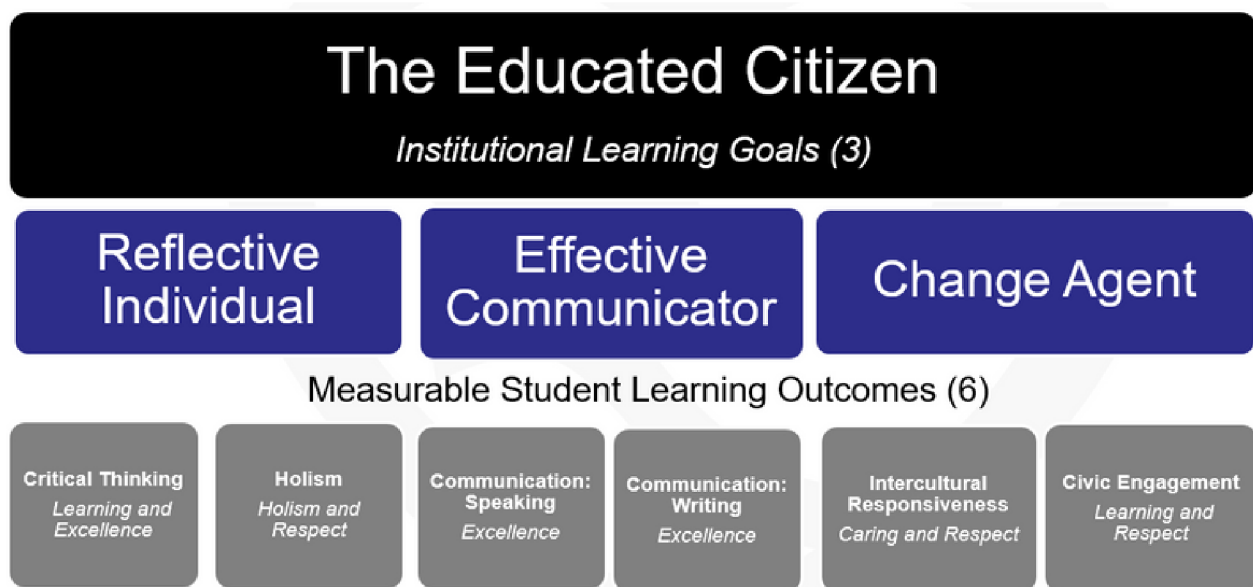 The Educated Citizen
Institutional Learning Goals (3)
Reflective
Individual
Effective
Communicator
Change Agent
Measurable Student Learning Outcomes (6)
Critical Thinking
Learning and
Excellence
Holism
Holism and
Respect
Communication:
Speaking
Excellence
Communication:
Writing
Excellence
Intercultural
Responsiveness
Caring and Respect
Civic Engagement
Learning and
Respect